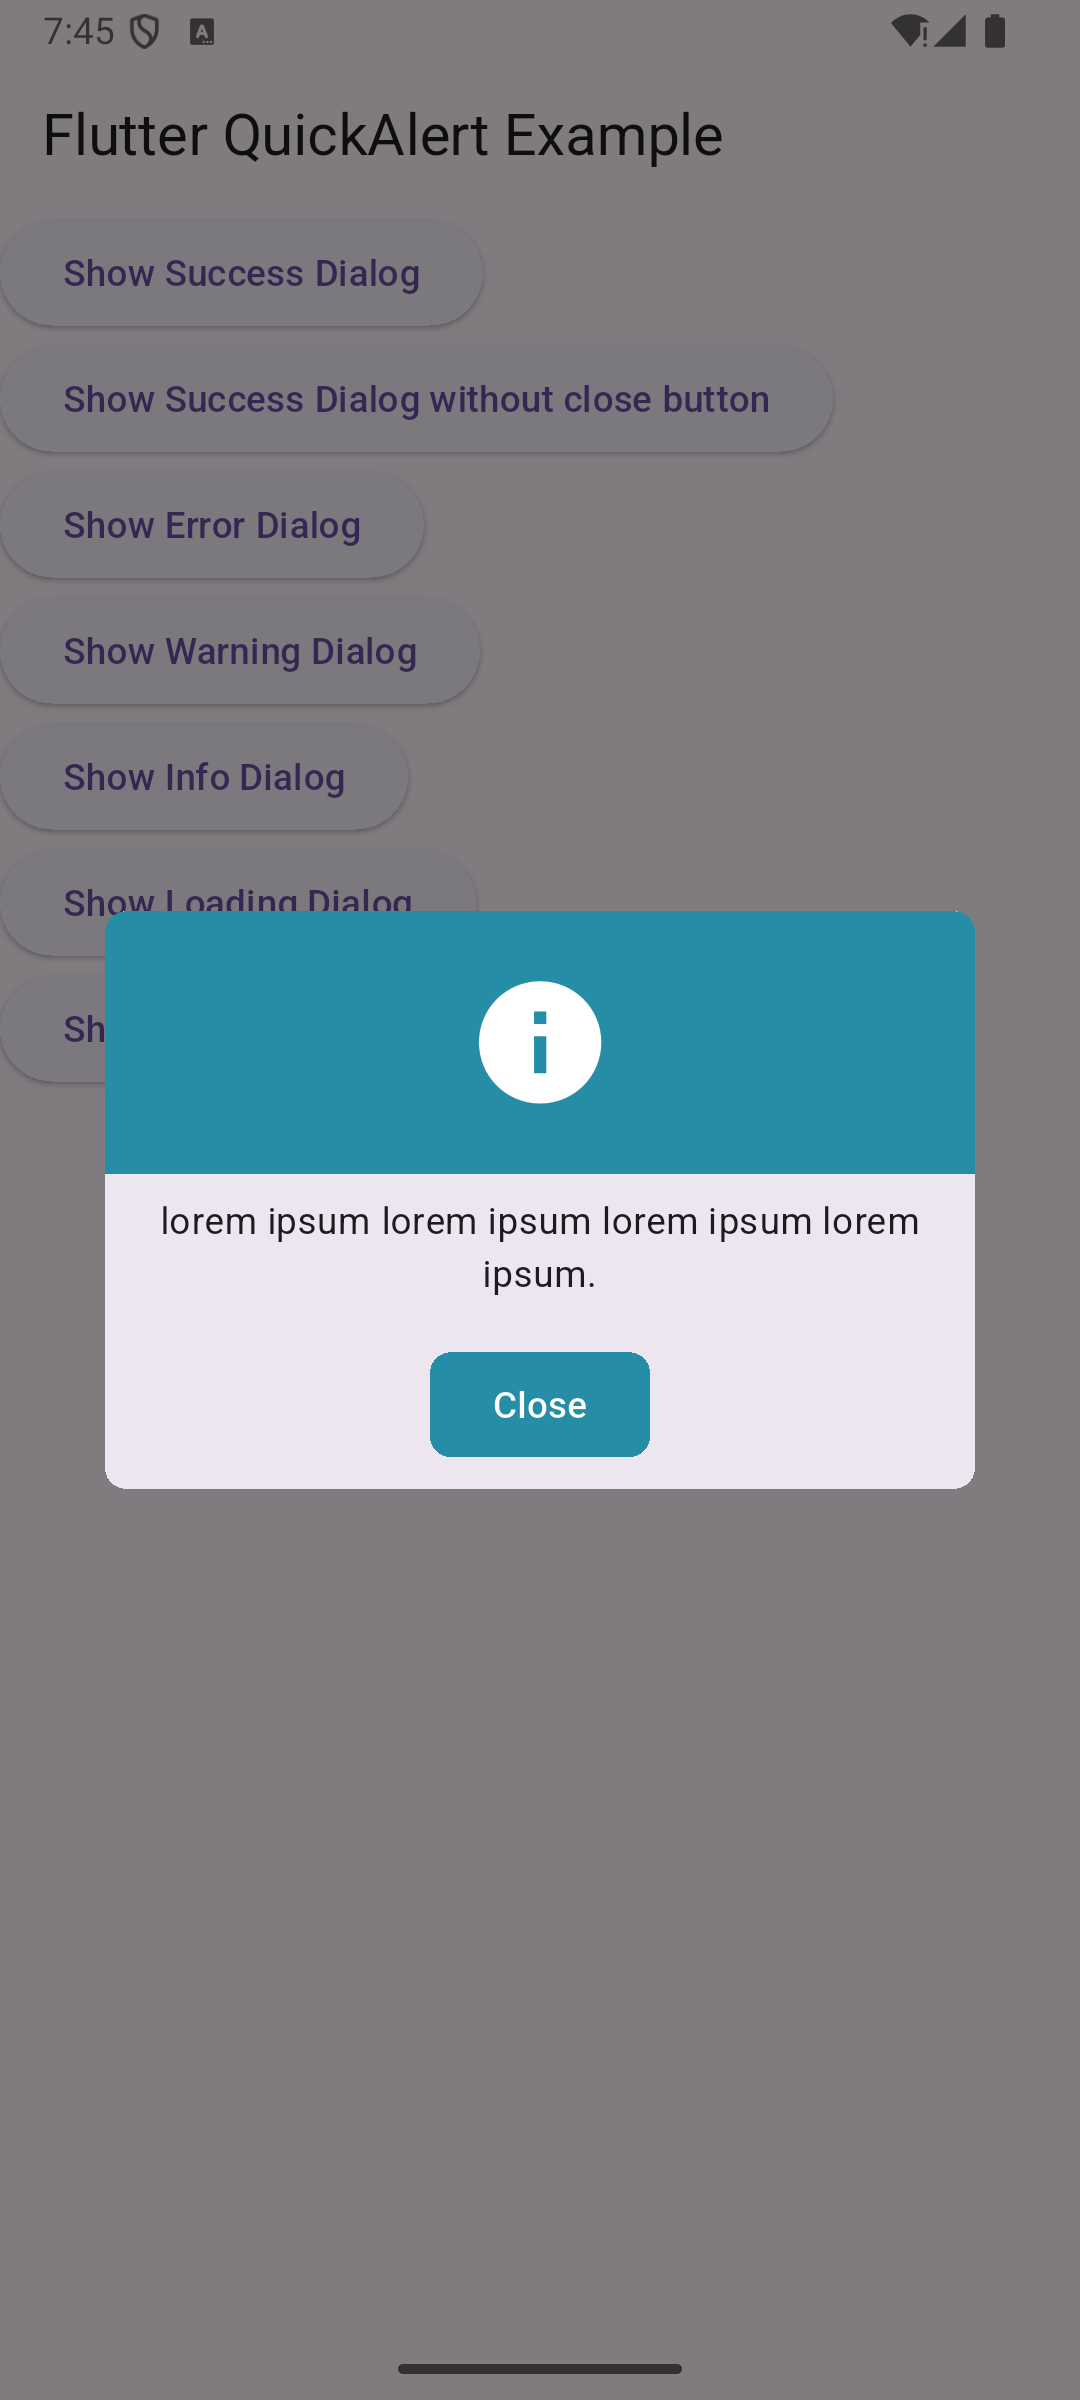 7:45
Flutter QuickAlert Example
Show Success Dialog
Show Success Dialog without close button
Show Error Dialog
Show Warning Dialog
Show Info Dialog
Show Loading Dialog
Sh
lorem ipsum lorem ipsum lorem ipsum lorem
ipsum.
Close